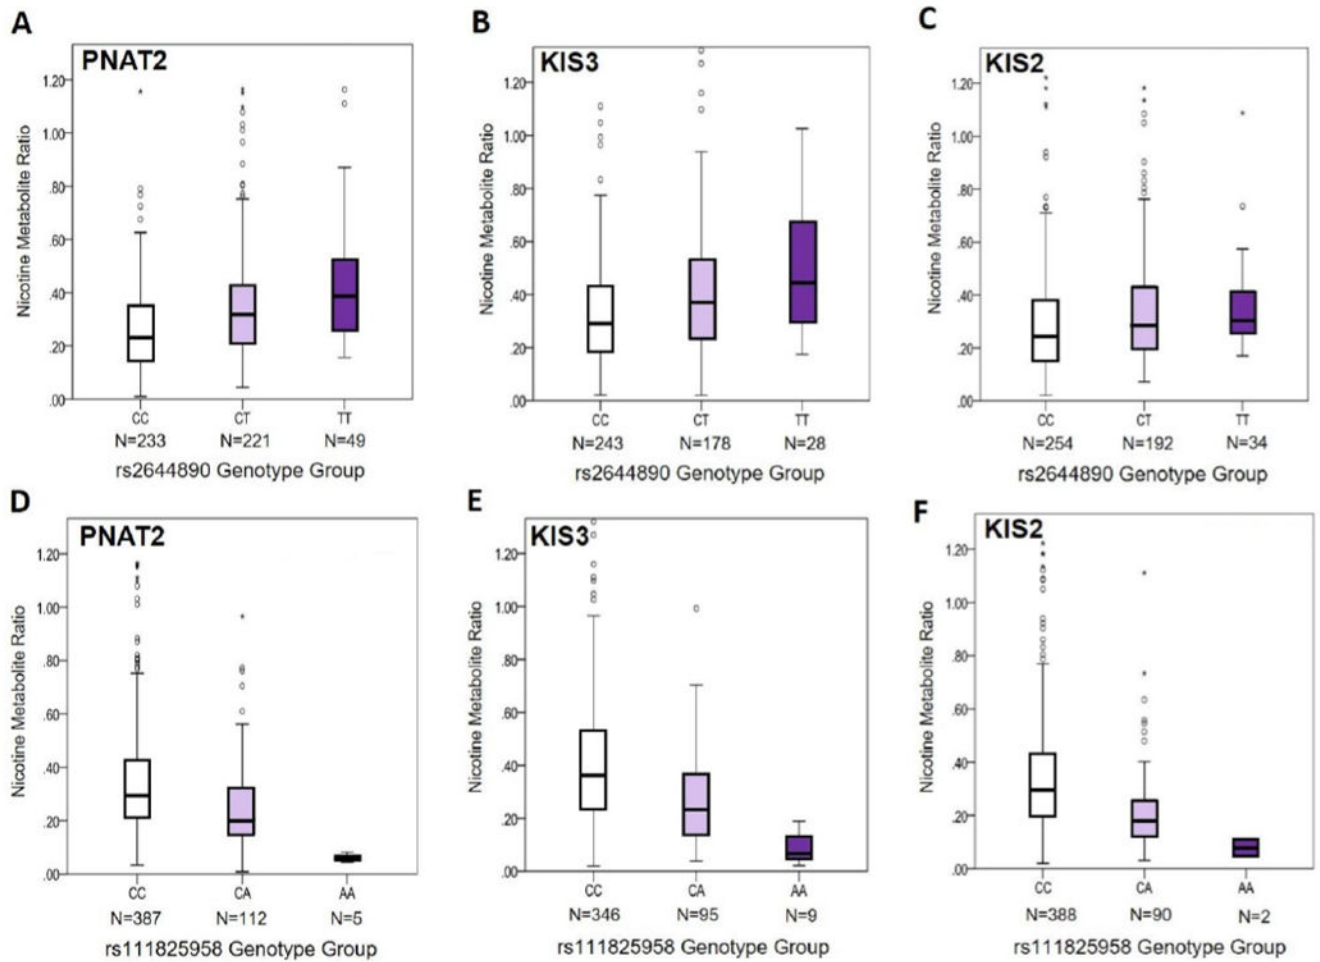 A
PNAT2
Nicotine Metabolite Ratio
1.20
1.00
.80
.60
.40
.20
.00
CC CT TT
N=233 N=221 N=49
rs2644890 Genotype Group
B
KIS3
Nicotine Metabolite Ratio
1.20
1.00
.80
.60
.40
.20
.00
CC CT TT
N=243 N=178 N=28
rs2644890 Genotype Group
C
KIS2
Nicotine Metabolite Ratio
1.20
1.00
.80
.60
.40
.20
.00
CC CT TT
N=254 N=192 N=34
rs2644890 Genotype Group
D
PNAT2
Nicotine Metabolite Ratio
1.20
1.00
.80
.60
.40
.20
.00
CC CA AA
N=387 N=112 N=5
rs111825958 Genotype Group
E
KIS3
Nicotine Metabolite Ratio
1.20
1.00
.80
.60
.40
.20
.00
CC CA AA
N=346 N=95 N=9
rs111825958 Genotype Group
F
KIS2
Nicotine Metabolite Ratio
1.20
1.00
.80
.60
.40
.20
.00
CC CA AA
N=388 N=90 N=2
rs111825958 Genotype Group